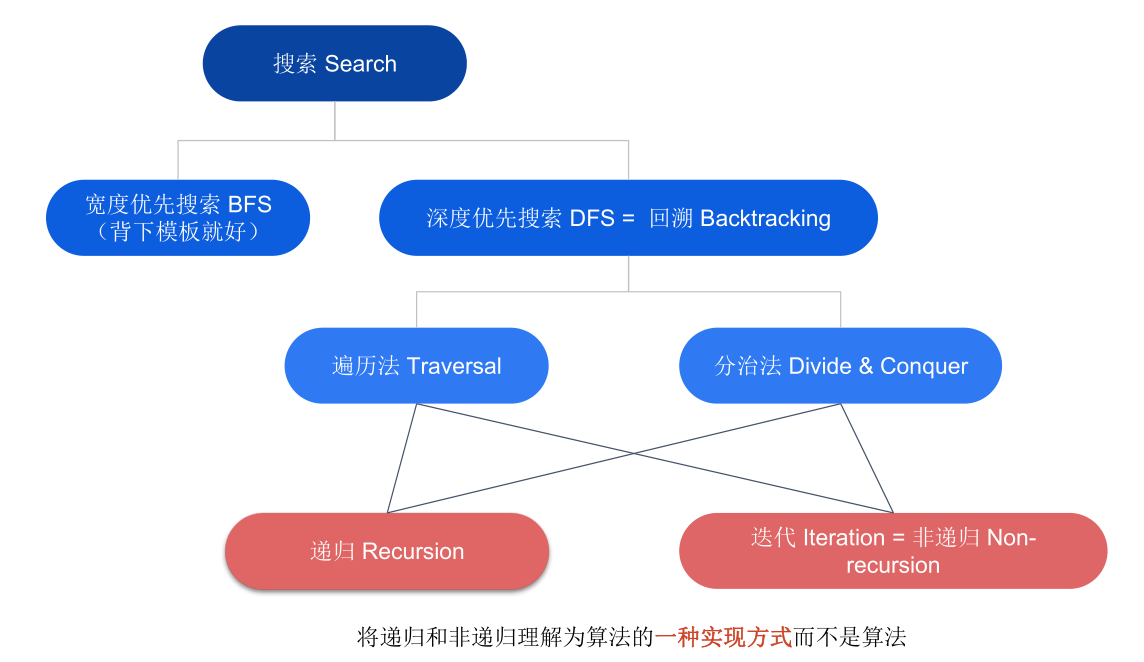 搜索 Search
宽度优先搜索 BFS
（背下模板就好）
深度优先搜索 DFS = 回溯 Backtracking
遍历法 Traversal
分治法 Divide & Conquer
递归 Recursion
迭代 Iteration = 非递归 Non-
recursion
将递归和非递归理解为算法的一种实现方式而不是算法